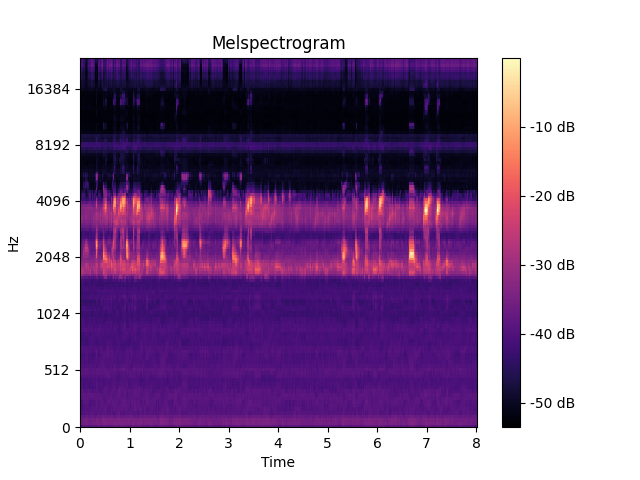 Melspectrogram
16384
8192
4096
2048
1024
512
0
Hz
0 1 2 3 4 5 6 7 8
Time
-10 dB
-20 dB
-30 dB
-40 dB
-50 dB